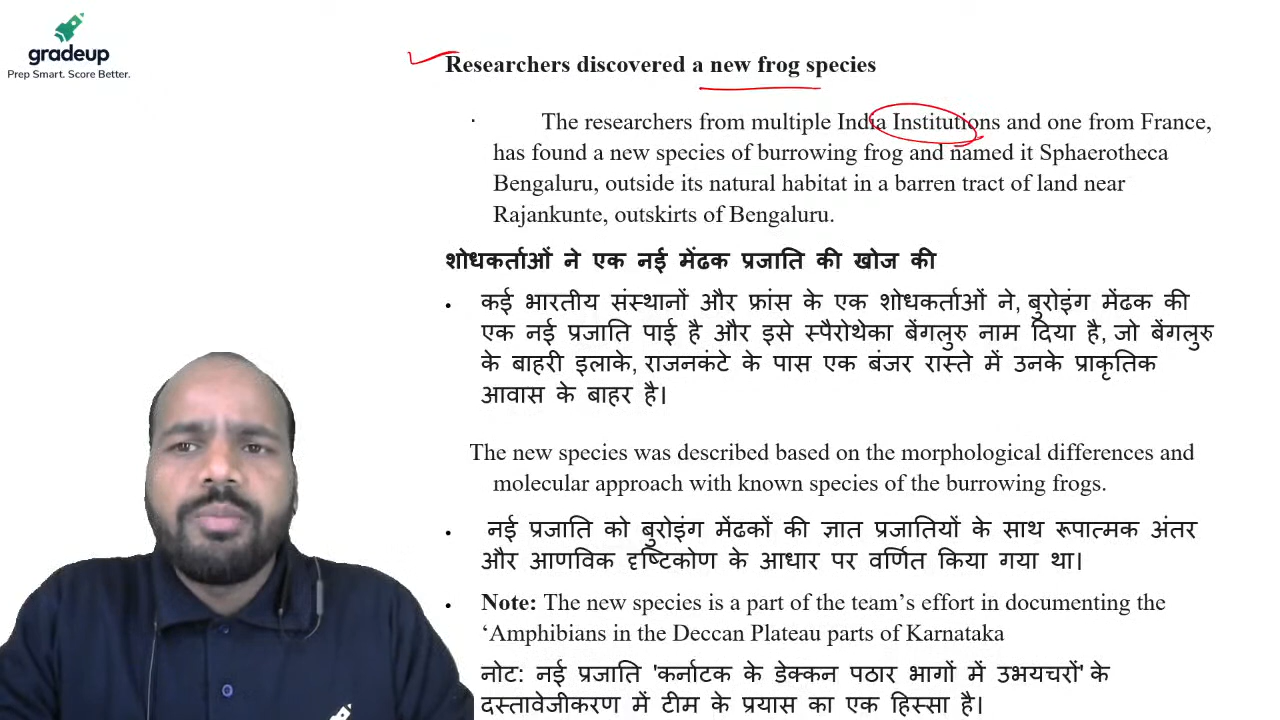 gradeup
Prep Smart. Score Better.
Researchers discovered a new frog species
The researchers from multiple India Institutions and one from France,
has found a new species of burrowing frog and named it Sphaerotheca
Bengaluru, outside its natural habitat in a barren tract of land near
Rajankunte, outskirts of Bengaluru.
शोधकर्ताओं ने एक नई मेंढक प्रजाति की खोज की
कई भारतीय संस्थानों और फ्रांस के एक शोधकर्ताओं ने, बुरोइंग मेंढक की
एक नई प्रजाति पाई है और इसे स्पैरोथेका बेंगलुरु नाम दिया है, जो बेंगलुरु
के बाहरी इलाके, राजनकंटे के पास एक बंजर रास्ते में उनके प्राकृतिक
आवास के बाहर है।
The new species was described based on the morphological differences and
molecular approach with known species of the burrowing frogs.
नई प्रजाति को बुरोइंग मेंढकों की ज्ञात प्रजातियों के साथ रूपात्मक अंतर
और आणविक दृष्टिकोण के आधार पर वर्णित किया गया था।
Note: The new species is a part of the team's effort in documenting the
‘Amphibians in the Deccan Plateau parts of Karnataka
नोट: नई प्रजाति 'कर्नाटक के डेक्कन पठार भागों में उभयचरों' के
दस्तावेजीकरण में टीम के प्रयास का एक हिस्सा है।